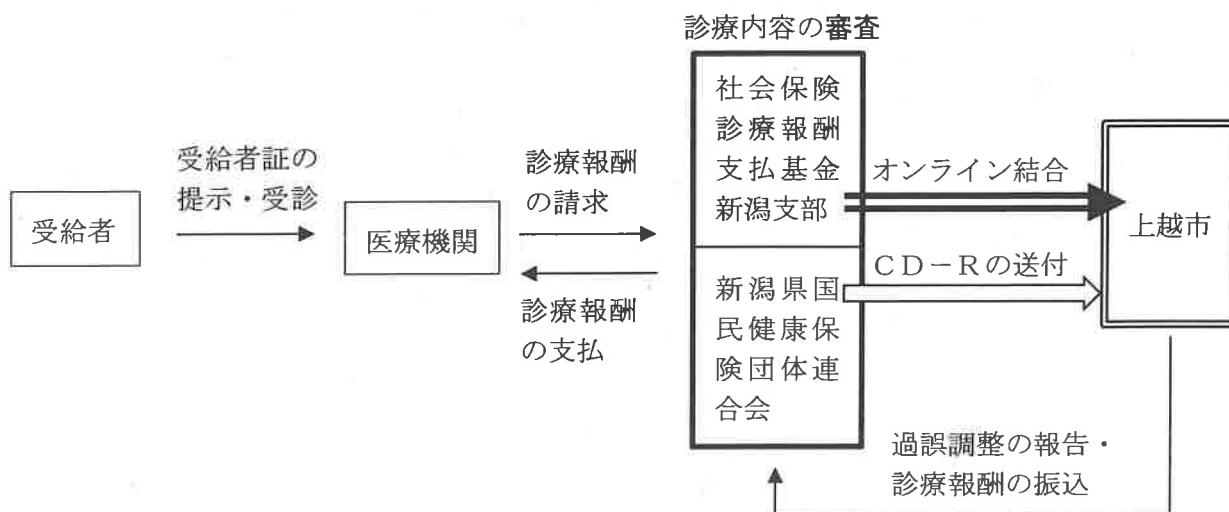 診療内容の審査
受給者
受給者証の
提示・受診
医療機関
診療報酬
の請求
診療報酬
の支払
社会保険
診療報酬
支払基金
新潟支部
新潟県国
民健康保
険団体連
合会
オンライン結合
CD－Rの送付
上越市
過誤調整の報告・
診療報酬の振込